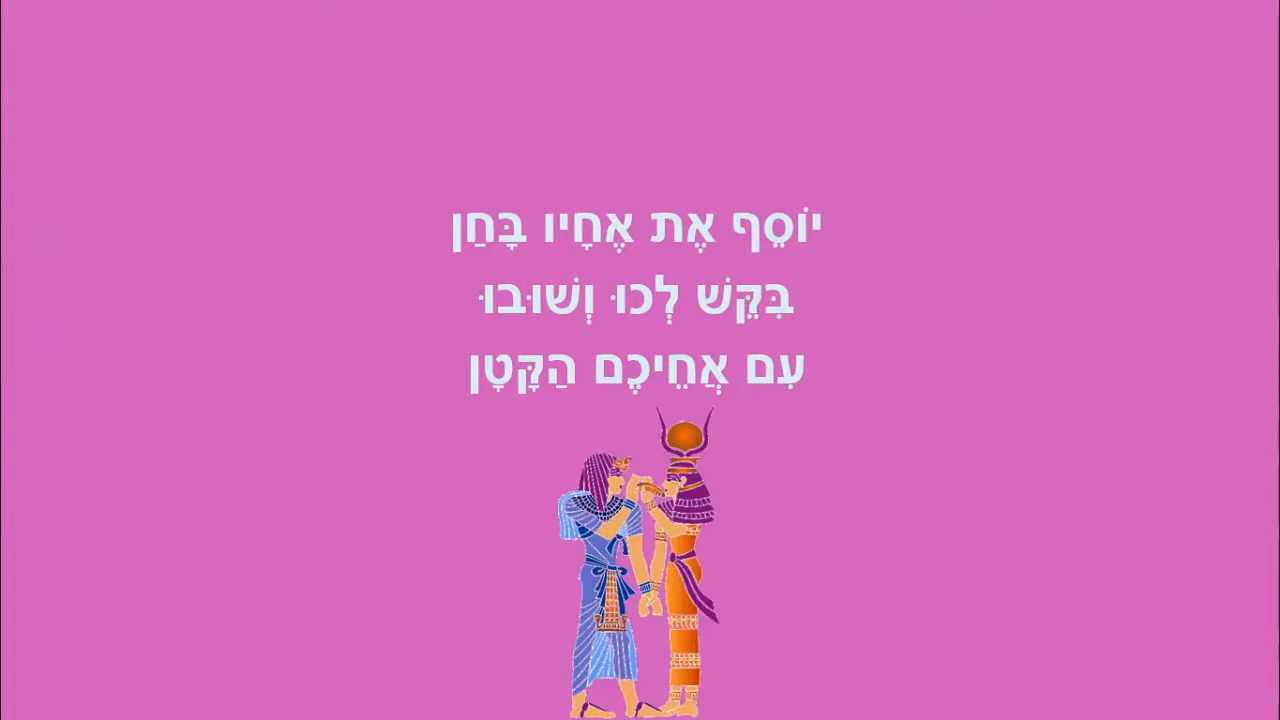 יוֹסֵף אֶת אֶחָיו בָּחַן
בִּקֵּשׁ לְכוּ וְשׁוּבוּ
עִם אֲחֵיכֶם הַקָּטָן